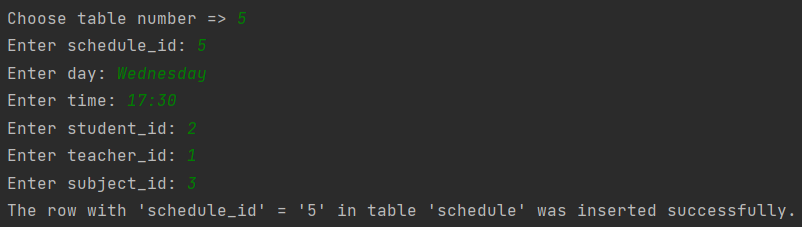 Choose table number => 5
Enter schedule_id: 5
Enter day: Wednesday
Enter time: 17:30
Enter student_id: 2
Enter teacher_id: 1
Enter subject_id: 3
The row with 'schedule_id' = '5' in table 'schedule' was inserted successfully.